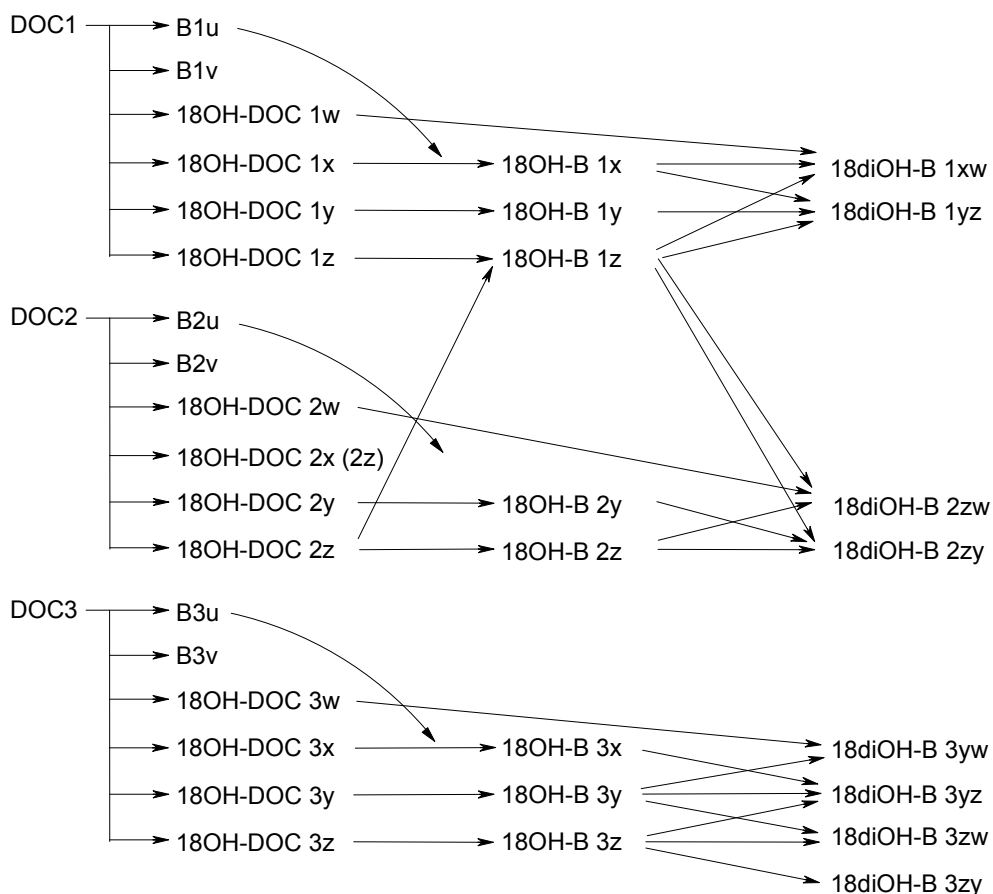 DOC1
B1u
B1v
18OH-DOC 1w
18OH-DOC 1x 18OH-B 1x 18diOH-B 1xw
18OH-DOC 1y 18OH-B 1y 18diOH-B 1yz
18OH-DOC 1z 18OH-B 1z
DOC2
B2u
B2v
18OH-DOC 2w
18OH-DOC 2x (2z)
18OH-DOC 2y 18OH-B 2y 18diOH-B 2zw
18OH-DOC 2z 18OH-B 2z 18diOH-B 2zy
DOC3
B3u
B3v
18OH-DOC 3w
18OH-DOC 3x 18OH-B 3x 18diOH-B 3yw
18OH-DOC 3y 18OH-B 3y 18diOH-B 3yz
18OH-DOC 3z 18OH-B 3z 18diOH-B 3zw
18diOH-B 3zy